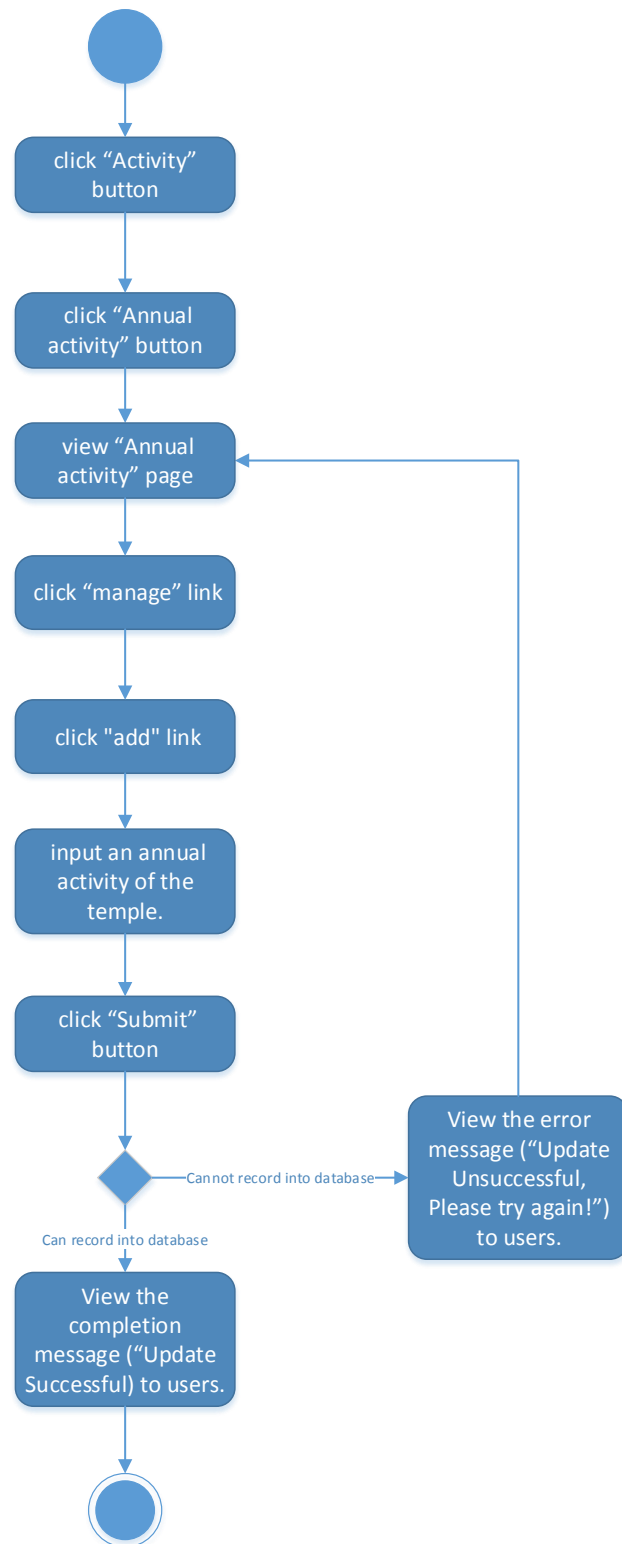 click “Activity”
button
click “Annual
activity” button
view “Annual
activity” page
click “manage” link
click "add" link
input an annual
activity of the
temple.
click “Submit”
button
Cannot record into database
View the error
message (“Update
Unsuccessful,
Please try again!”)
to users.
Can record into database
View the
completion
message (“Update
Successful) to users.